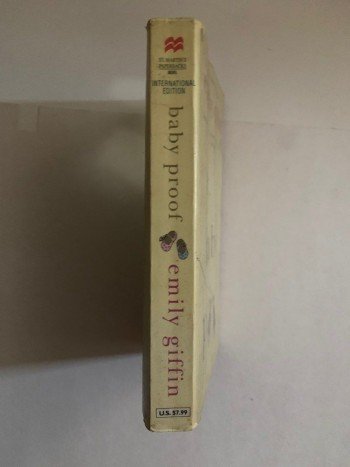 ST. MARTIN'S
PAPERBACKS
INTERNATIONAL
EDITION
baby proof
emily giffin
U.S. $7.99